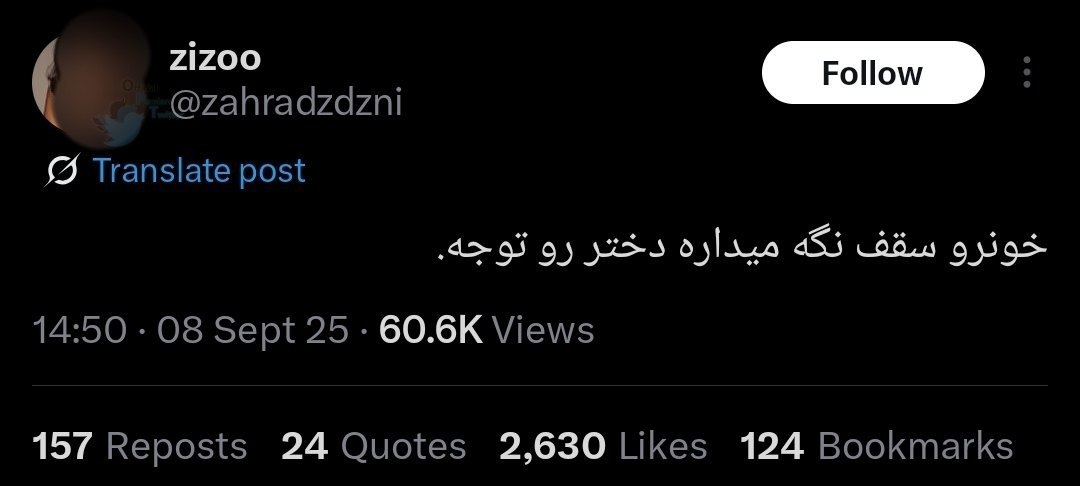 zizoo
@zahradzdzni
Follow
Translate post
خونرو سقف نگه میداره دختر رو توجه.
14:50 · 08 Sept 25 · 60.6K Views
157 Reposts 24 Quotes 2,630 Likes 124 Bookmarks